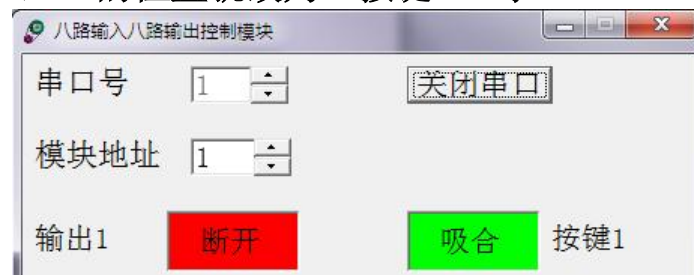 八路输入八路输出控制模块
串口号 1 关闭串口
模块地址 1
输出1 断开 吸合 按键1